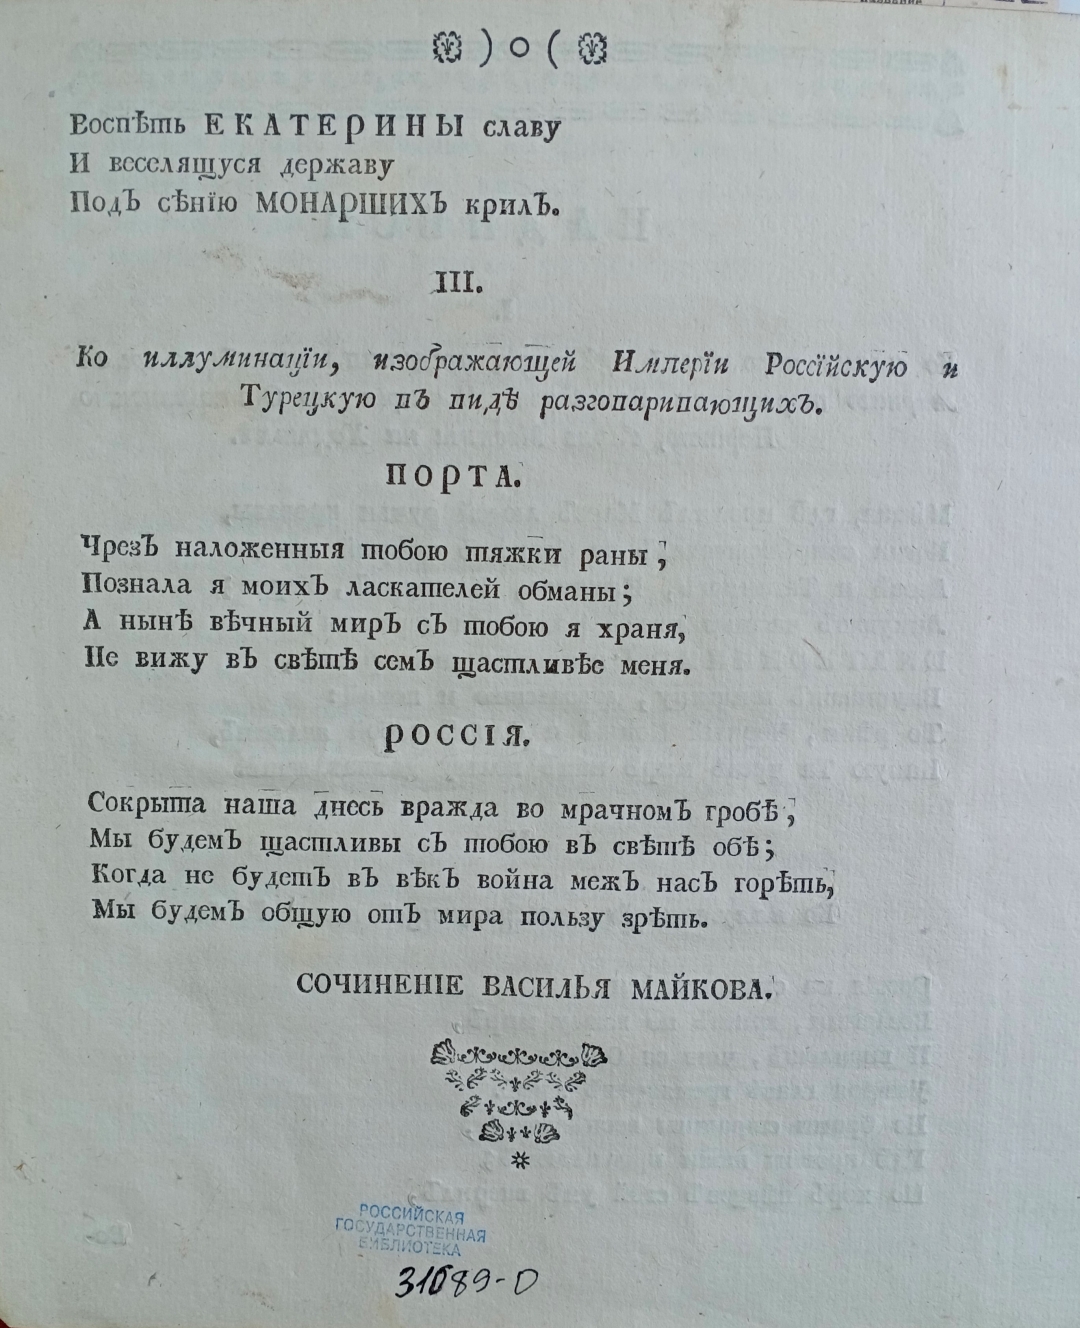 ) o (
Воспѣть ЕКАТЕРИНЫ славу
И веселящуся державу
Подъ сѣнїю МОНАРШИХЪ крилъ.
III.
Ко иллуминацїи, изображающей Имперїи Россїйскую и
Турецкую въ видѣ разговаривающихъ.
ПОРТА.
Чрезъ наложенныя тобою тяжки раны;
Познала я моихъ ласкателей обманы;
А нынѣ вѣчный миръ съ тобою я храня,
Не вижу въ свѣтѣ семъ щастливѣе меня.
РОССІЯ.
Сокрыта наша днесь вражда во мрачномъ гробѣ;
Мы будемъ щастливы съ тобою въ свѣтѣ обѣ;
Когда не будетъ въ вѣкъ война межъ насъ горѣть,
Мы будемъ общую отъ мира пользу зрѣть.
СОЧИНЕНІЕ ВАСИЛЬЯ МАЙКОВА.
РОССИЙСКАЯ
ГОСУДАРСТВЕННАЯ
БИБЛИОТЕКА
31089-0